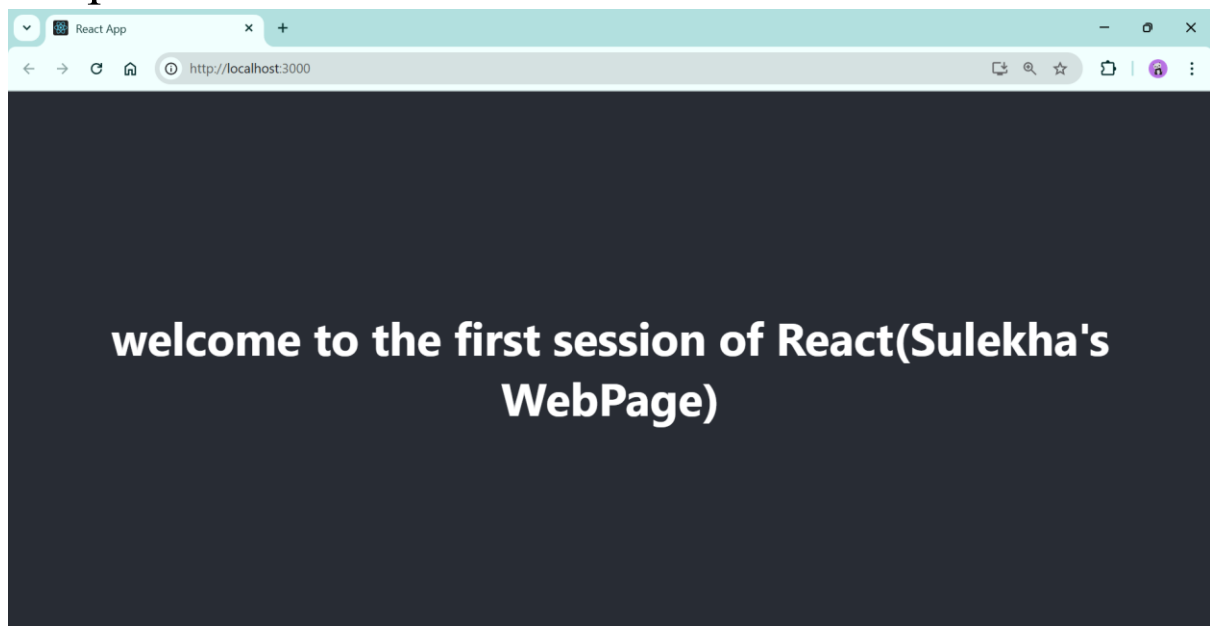 React App
http://localhost:3000
welcome to the first session of React(Sulekha's
WebPage)